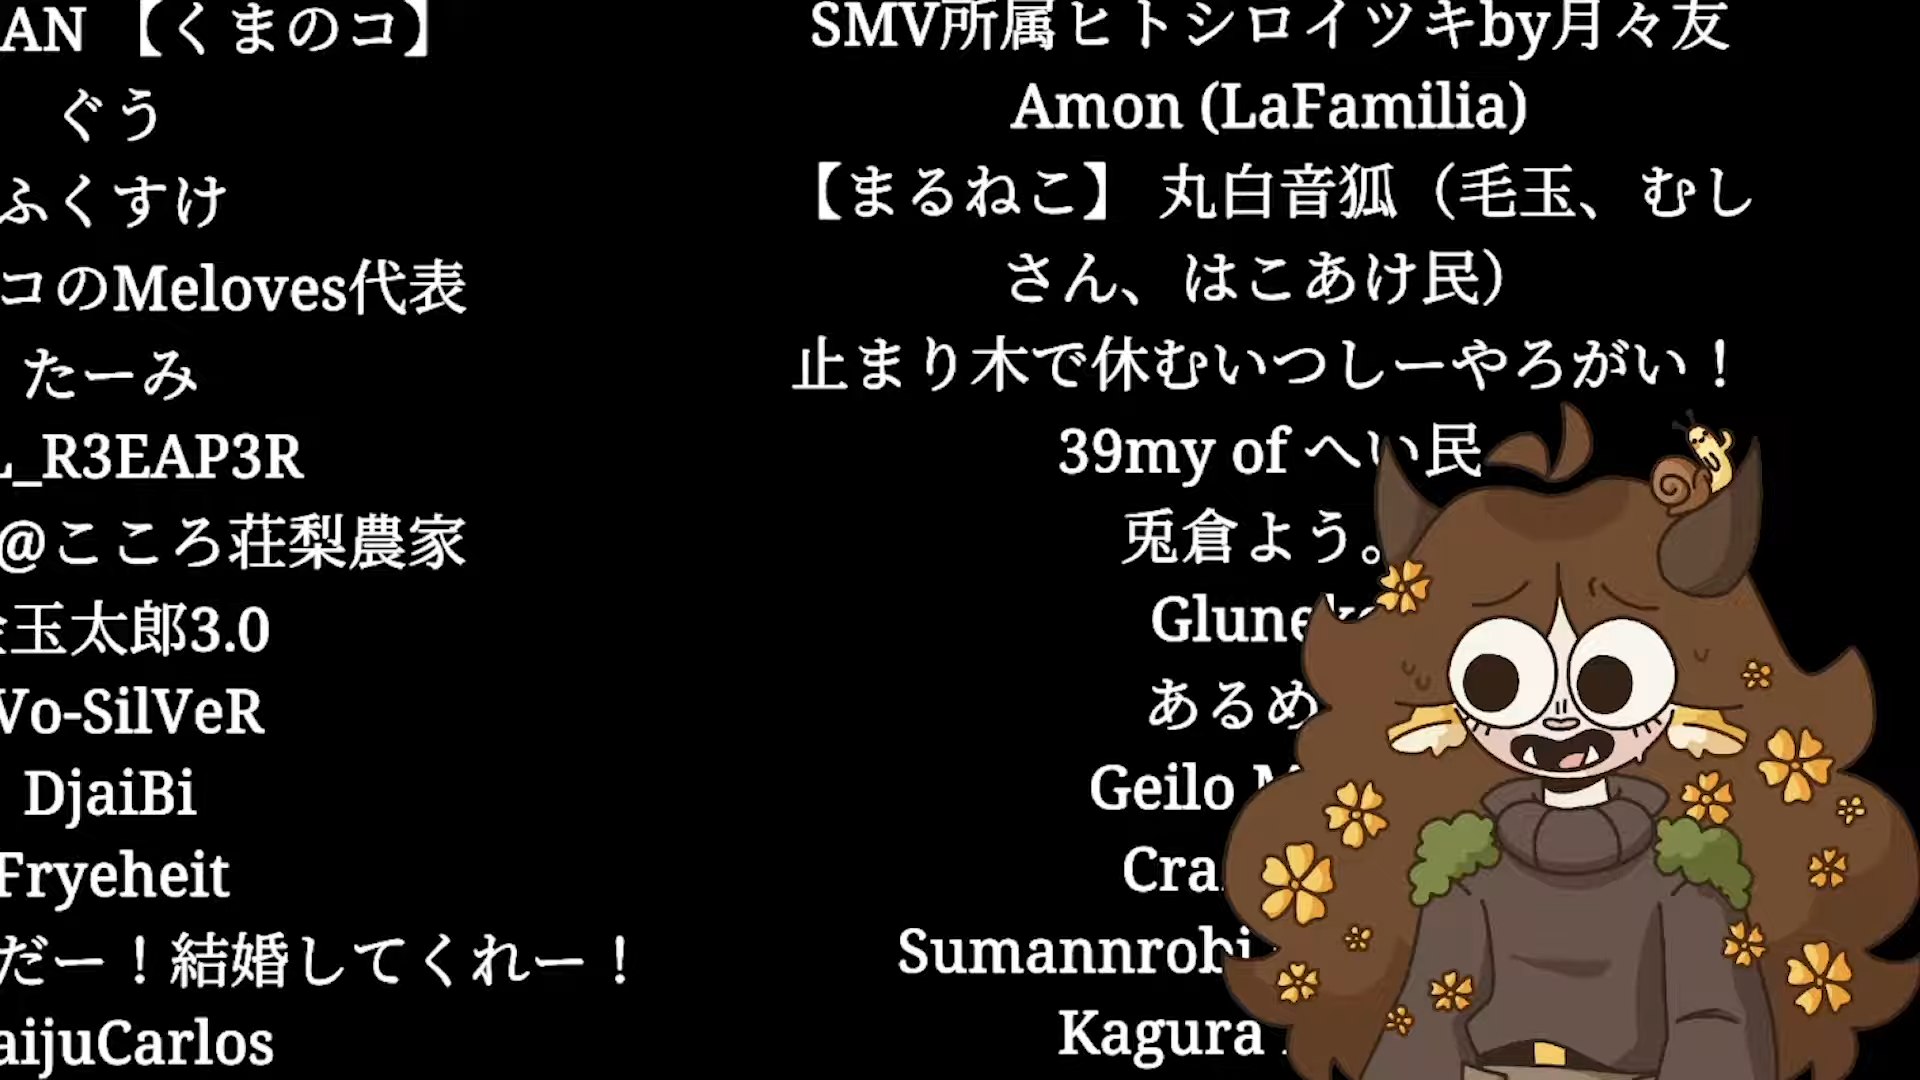 AN 【くまのコ】
ぐう
ふくすけ
コのMeloves代表
たーみ
_R3EAP3R
@こころ荘梨農家
玉太郎3.0
Vo-SilVeR
DjaiBi
Fryeheit
だー！結婚してくれー！
aijuCarlos
SMV所属ヒトシロイツキby月々友
Amon (LaFamilia)
【まるねこ】 丸白音狐（毛玉、むし
さん、はこあけ民）
止まり木で休むいつしーやろがい！
39my of へい民
兎倉よう。
Glune
あるめ
Geilo
Cra
Sumannrobi
Kagura